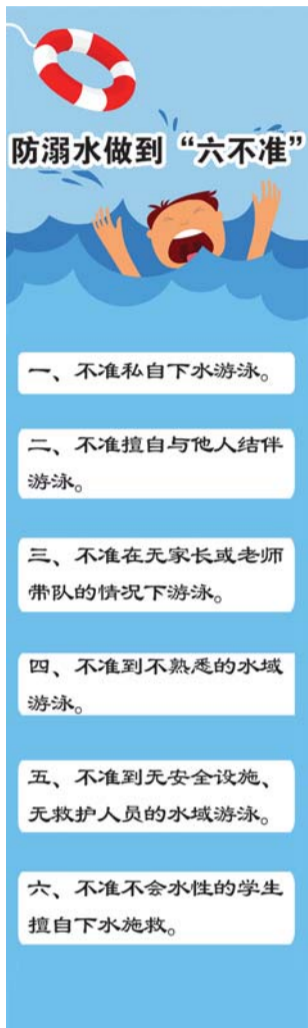 防溺水做到“六不准”
一、不准私自下水游泳。
二、不准擅自与他人结伴
游泳。
三、不准在无家长或老师
带队的情况下游泳。
四、不准到不熟悉的水域
游泳。
五、不准到无安全设施、
无救护人员的水域游泳。
六、不准不会水性的学生
擅自下水施救。